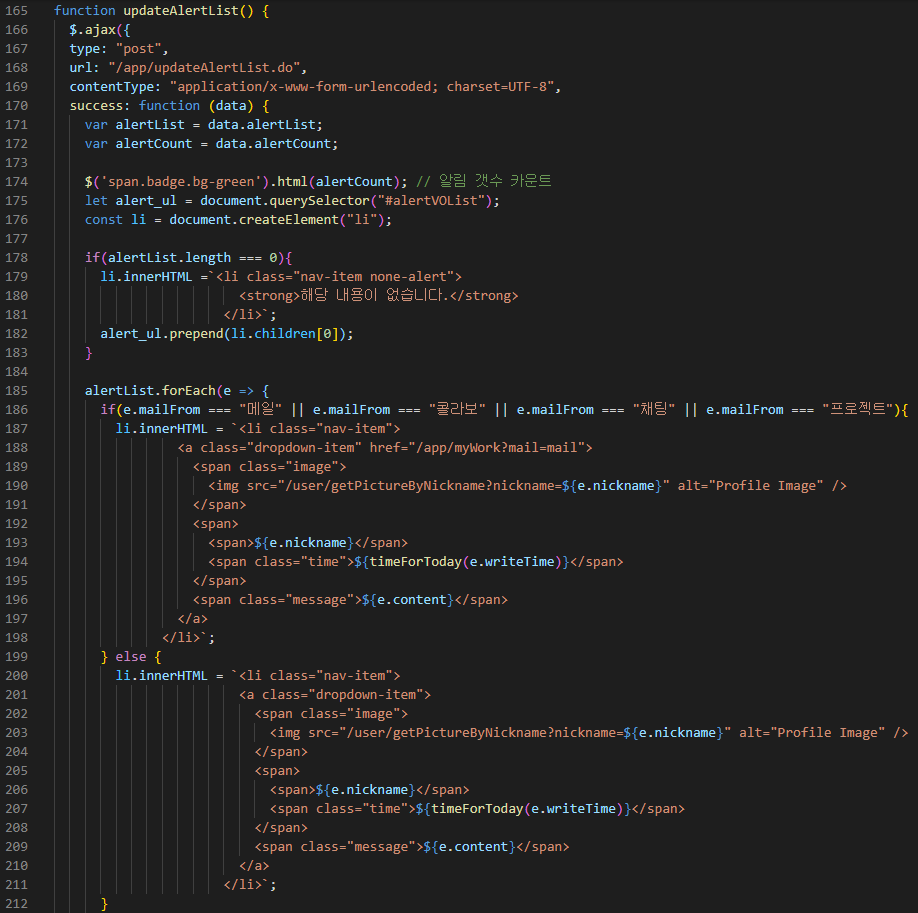 165 function updateAlertList() {
166 $.ajax({
167 type: "post",
168 url: "/app/updateAlertList.do",
169 contentType: "application/x-www-form-urlencoded; charset=UTF-8",
170 success: function (data) {
171 var alertList = data.alertList;
172 var alertCount = data.alertCount;
173
174 $('span.badge.bg-green').html(alertCount); // 알림 갯수 카운트
175 let alert_ul = document.querySelector("#alertVOList");
176 const li = document.createElement("li");
177
178 if(alertList.length === 0){
179 li.innerHTML =`<li class="nav-item none-alert">
180 <strong>해당 내용이 없습니다.</strong>
181 </li>`;
182 alert_ul.prepend(li.children[0]);
183 }
184
185 alertList.forEach(e => {
186 if(e.mailFrom === "메일" || e.mailFrom === "콜라보" || e.mailFrom === "채팅" || e.mailFrom === "프로젝트"){
187 li.innerHTML = `<li class="nav-item">
188 <a class="dropdown-item" href="/app/myWork?mail=mail">
189 <span class="image">
190 <img src="/user/getPictureByNickname?nickname=${e.nickname}" alt="Profile Image" />
191 </span>
192 <span>
193 <span>${e.nickname}</span>
194 <span class="time">${timeForToday(e.writeTime)}</span>
195 </span>
196 <span class="message">${e.content}</span>
197 </a>
198 </li>`;
199 } else {
200 li.innerHTML = `<li class="nav-item">
201 <a class="dropdown-item">
202 <span class="image">
203 <img src="/user/getPictureByNickname?nickname=${e.nickname}" alt="Profile Image" />
204 </span>
205 <span>
206 <span>${e.nickname}</span>
207 <span class="time">${timeForToday(e.writeTime)}</span>
208 </span>
209 <span class="message">${e.content}</span>
210 </a>
211 </li>`;
212 }